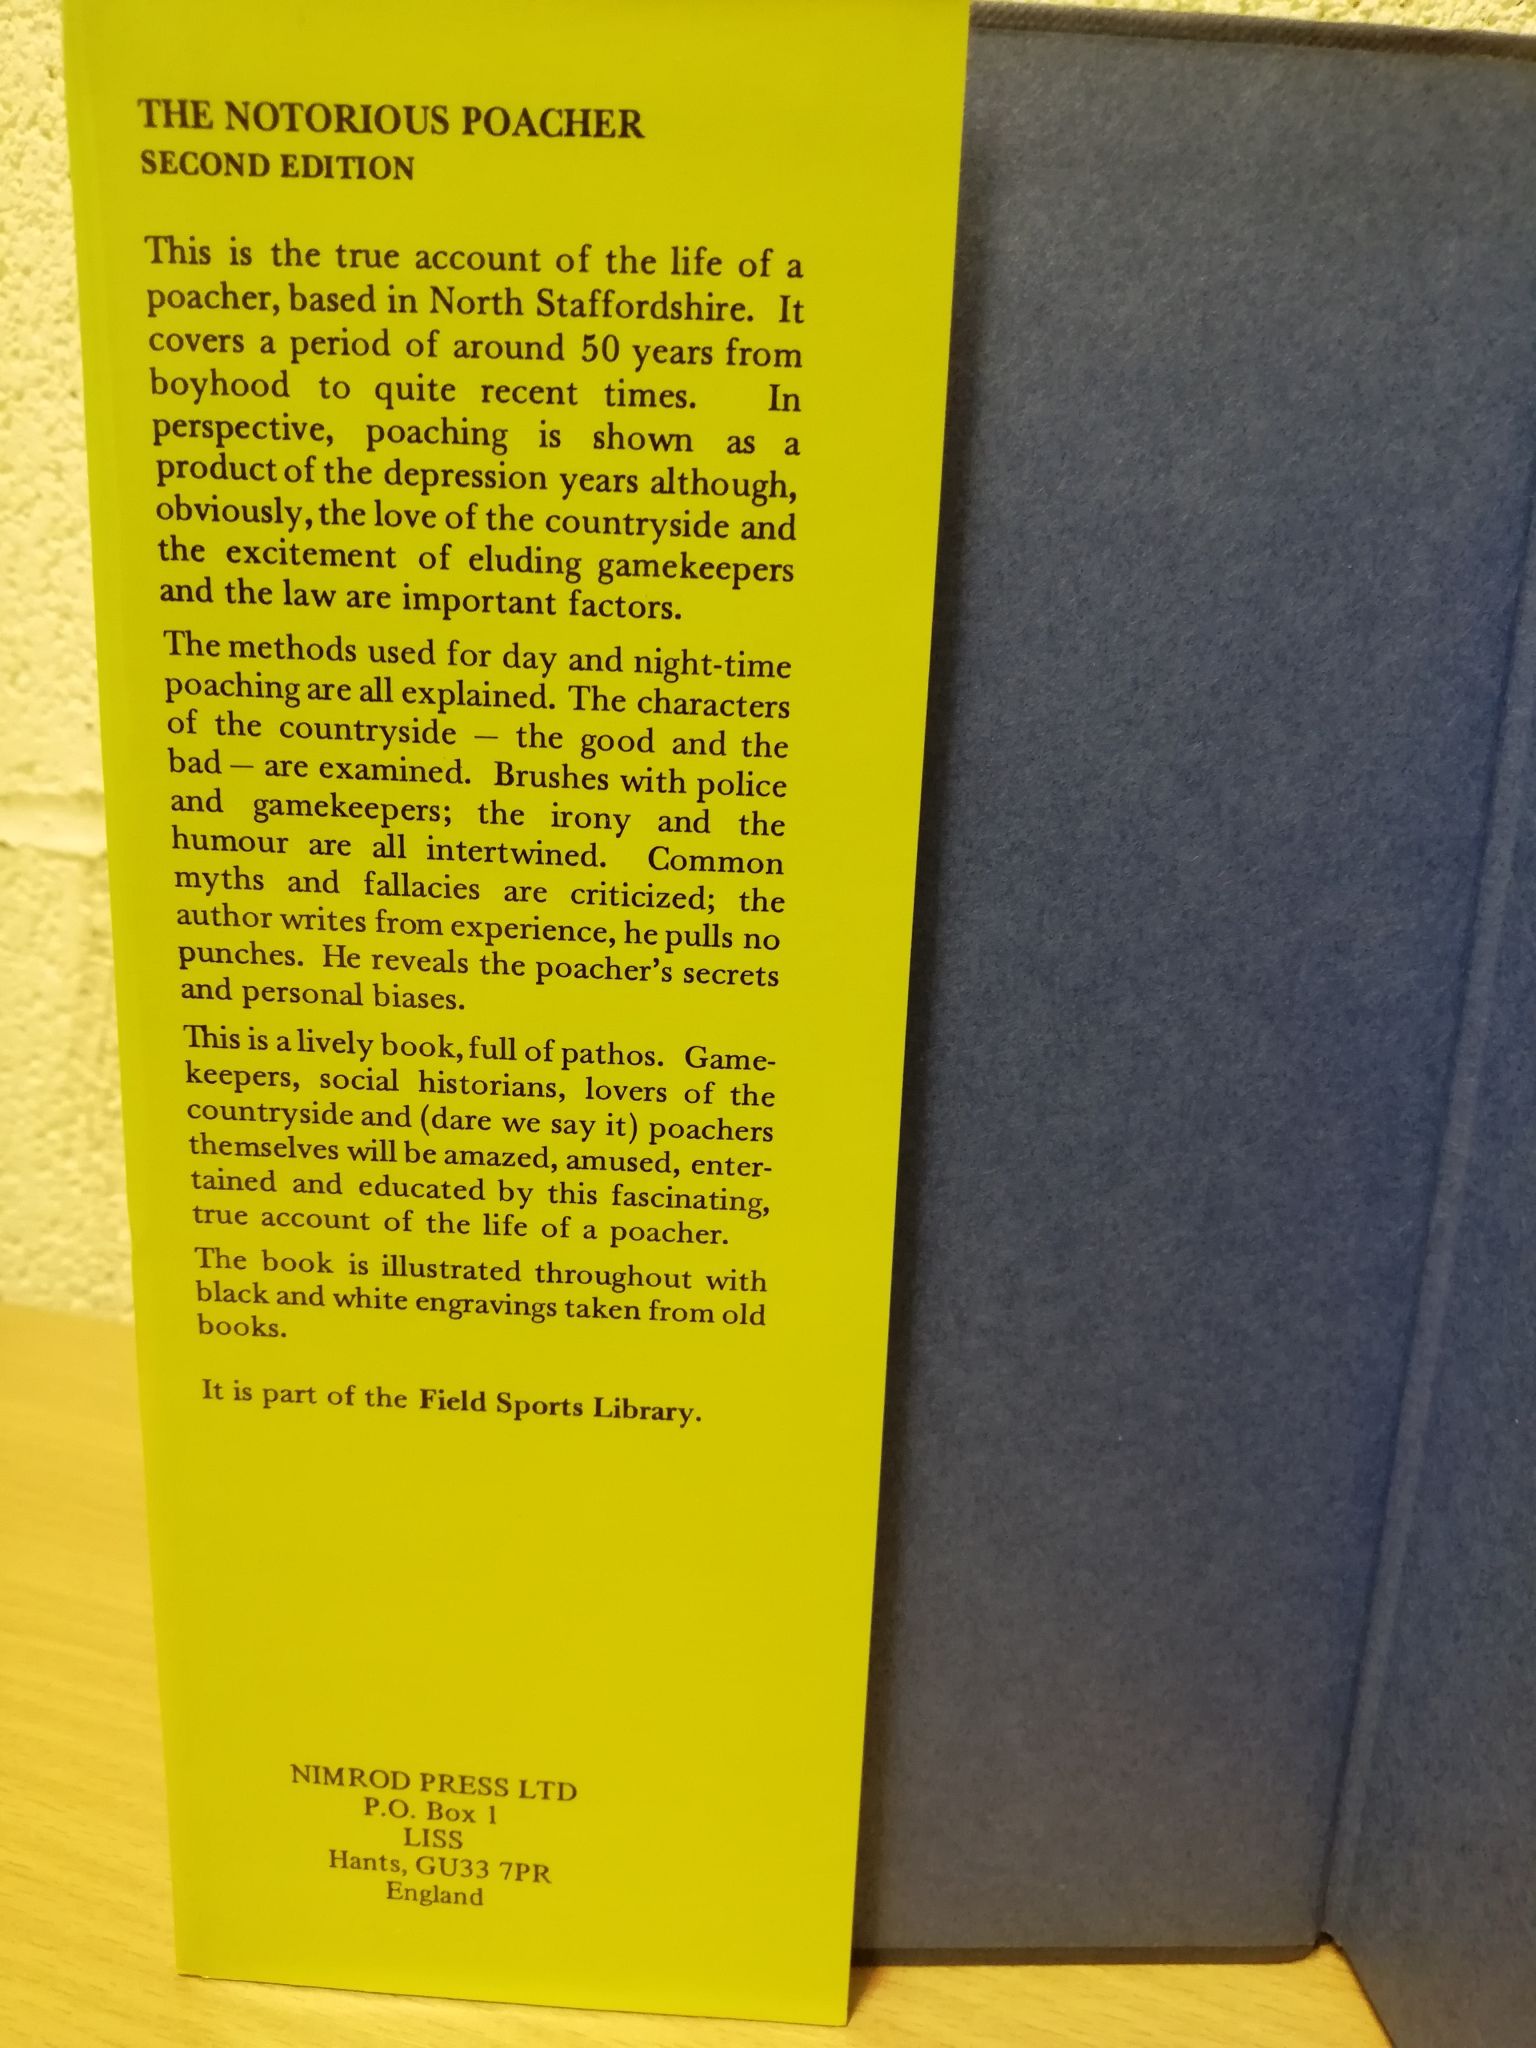 THE NOTORIOUS POACHER
SECOND EDITION
This is the true account of the life of a
poacher, based in North Staffordshire. It
covers a period of around 50 years from
boyhood to quite recent times. In
perspective, poaching is shown as a
product of the depression years although,
obviously, the love of the countryside and
the excitement of eluding gamekeepers
and the law are important factors.
The methods used for day and night-time
poaching are all explained. The characters
of the countryside — the good and the
bad — are examined. Brushes with police
and gamekeepers; the irony and the
humour are all intertwined. Common
myths and fallacies are criticized; the
author writes from experience, he pulls no
punches. He reveals the poacher's secrets
and personal biases.
This is a lively book, full of pathos. Game-
keepers, social historians, lovers of the
countryside and (dare we say it) poachers
themselves will be amazed, amused, enter-
tained and educated by this fascinating,
true account of the life of a poacher.
The book is illustrated throughout with
black and white engravings taken from old
books.
It is part of the Field Sports Library.
NIMROD PRESS LTD
P.O. Box 1
LISS
Hants, GU33 7PR
England